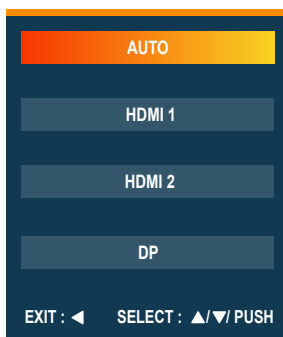 AUTO
HDMI 1
HDMI 2
DP
EXIT : ◀ SELECT : ▲/▼/ PUSH